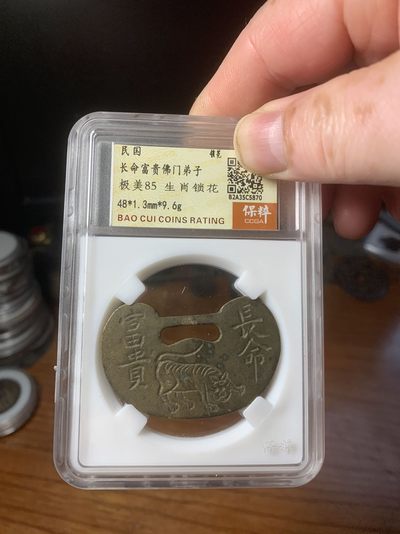 民国
长命富贵佛门弟子
极美85 生肖锁花
48*1.3mm*9.6g
B2A35C5870
BAO CUI COINS RATING
保粹
CCGA
長命
富貴